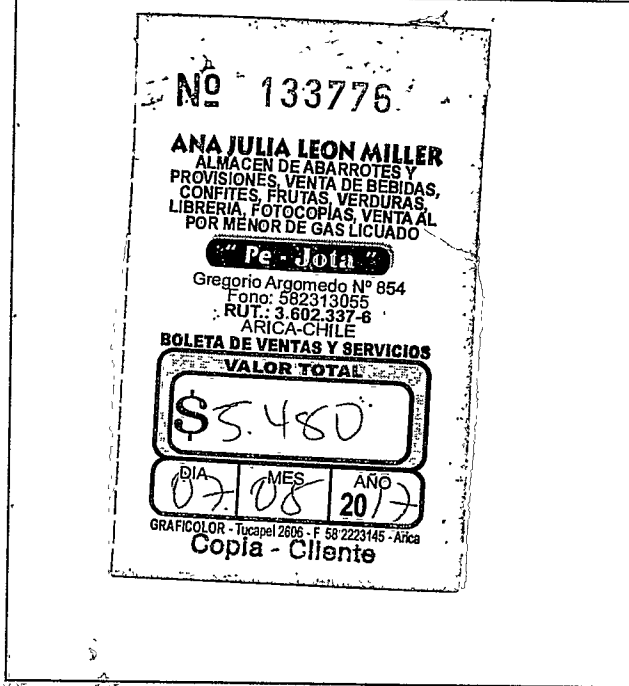 Nº 133776
ANA JULIA LEON MILLER
ALMACEN DE ABARROTES Y
PROVISIONES, VENTA DE BEBIDAS,
CONFITES, FRUTAS, VERDURAS,
LIBRERIA, FOTOCOPIAS, VENTA AL
POR MENOR DE GAS LICUADO
" Pe - Jota "
Gregorio Argomedo Nº 854
Fono: 582313055
RUT.: 3.602.337-6
ARICA-CHILE
BOLETA DE VENTAS Y SERVICIOS
VALOR TOTAL
$ 5.480
DIA MES AÑO
07 08 2017
GRAFICOLOR - Tucapel 2606 - F 58 2223145 - Arica
Copia - Cliente